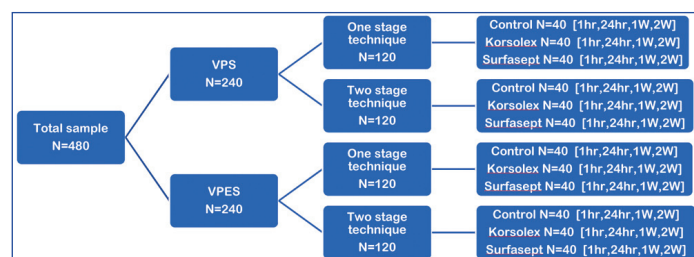 Total sample
N=480
VPS
N=240
VPES
N=240
One stage
technique
N=120
Two stage
technique
N=120
One stage
technique
N=120
Two stage
technique
N=120
Control N=40 [1hr,24hr,1W,2W]
Korsolex N=40 [1hr,24hr,1W,2W]
Surfasept N=40 [1hr,24hr,1W,2W]
Control N=40 [1hr,24hr,1W,2W]
Korsolex N=40 [1hr,24hr,1W,2W]
Surfasept N=40 [1hr,24hr,1W,2W]
Control N=40 [1hr,24hr,1W,2W]
Korsolex N=40 [1hr,24hr,1W,2W]
Surfasept N=40 [1hr,24hr,1W,2W]
Control N=40 [1hr,24hr,1W,2W]
Korsolex N=40 [1hr,24hr,1W,2W]
Surfasept N=40 [1hr,24hr,1W,2W]